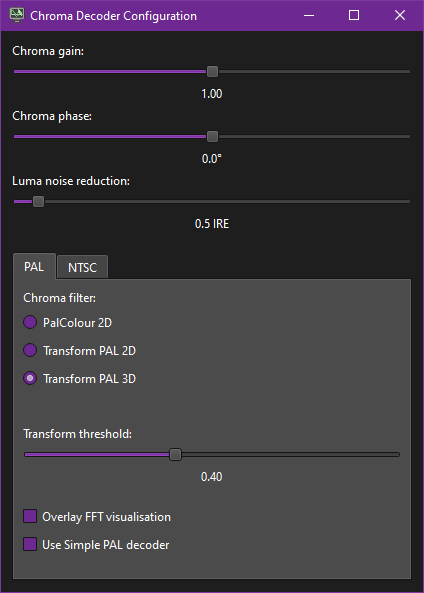 Chroma Decoder Configuration
Chroma gain:
1.00
Chroma phase:
0.0°
Luma noise reduction:
0.5 IRE
PAL NTSC
Chroma filter:
PalColour 2D
Transform PAL 2D
Transform PAL 3D
Transform threshold:
0.40
Overlay FFT visualisation
Use Simple PAL decoder